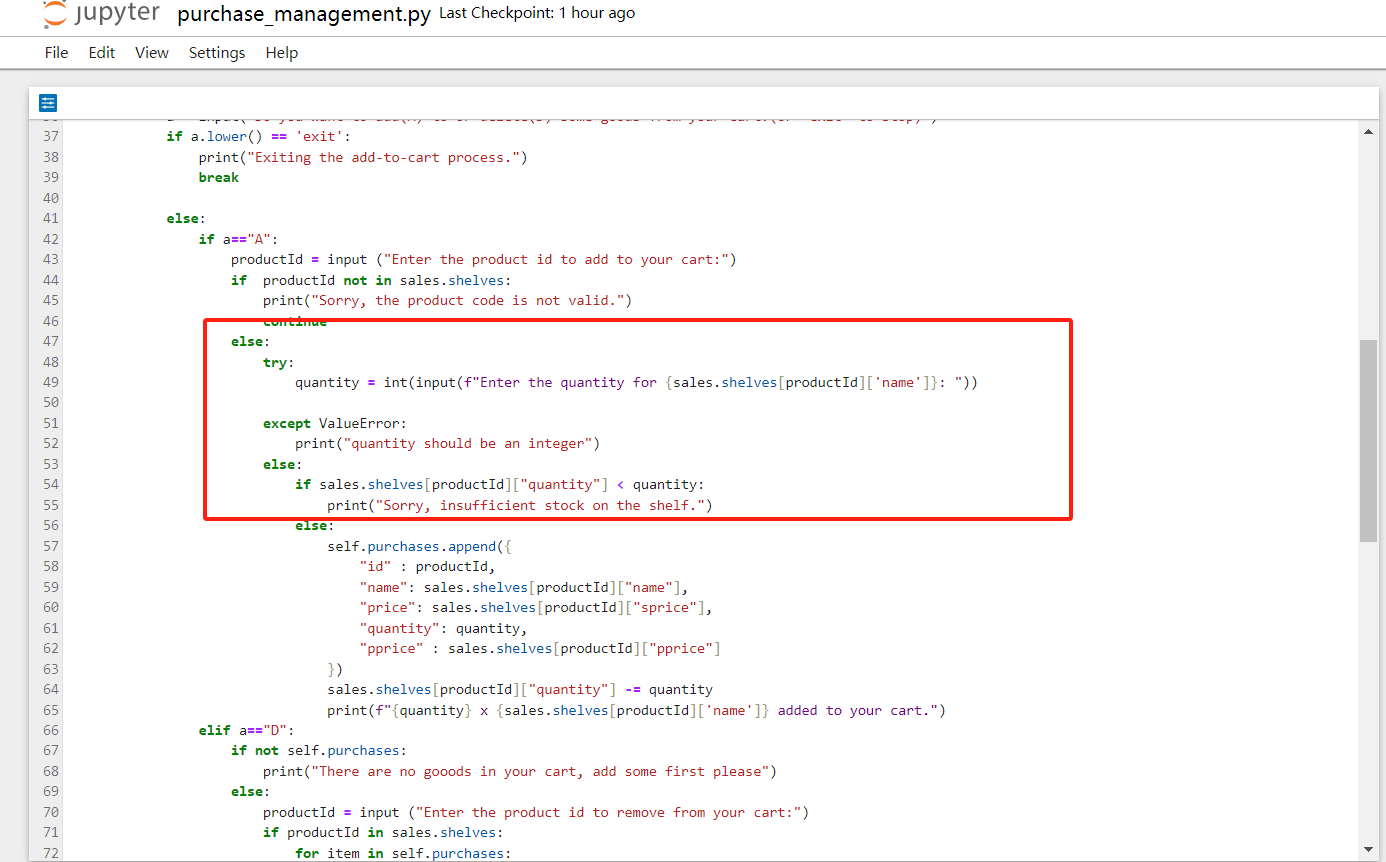 jupyter purchase_management.py Last Checkpoint: 1 hour ago
File Edit View Settings Help
37 if a.lower() == 'exit':
38 print("Exiting the add-to-cart process.")
39 break
40
41 else:
42 if a=="A":
43 productId = input ("Enter the product id to add to your cart:")
44 if  productId not in sales.shelves:
45 print("Sorry, the product code is not valid.")
46 continue
47 else:
48 try:
49 quantity = int(input(f"Enter the quantity for {sales.shelves[productId]['name']}: "))
50
51 except ValueError:
52 print("quantity should be an integer")
53 else:
54 if sales.shelves[productId]["quantity"] < quantity:
55 print("Sorry, insufficient stock on the shelf.")
56 else:
57 self.purchases.append({
58 "id" : productId,
59 "name": sales.shelves[productId]["name"],
60 "price": sales.shelves[productId]["sprice"],
61 "quantity": quantity,
62 "pprice" : sales.shelves[productId]["pprice"]
63 })
64 sales.shelves[productId]["quantity"] -= quantity
65 print(f"{quantity} x {sales.shelves[productId]['name']} added to your cart.")
66 elif a=="D":
67 if not self.purchases:
68 print("There are no gooods in your cart, add some first please")
69 else:
70 productId = input ("Enter the product id to remove from your cart:")
71 if productId in sales.shelves:
72 for item in self.purchases: